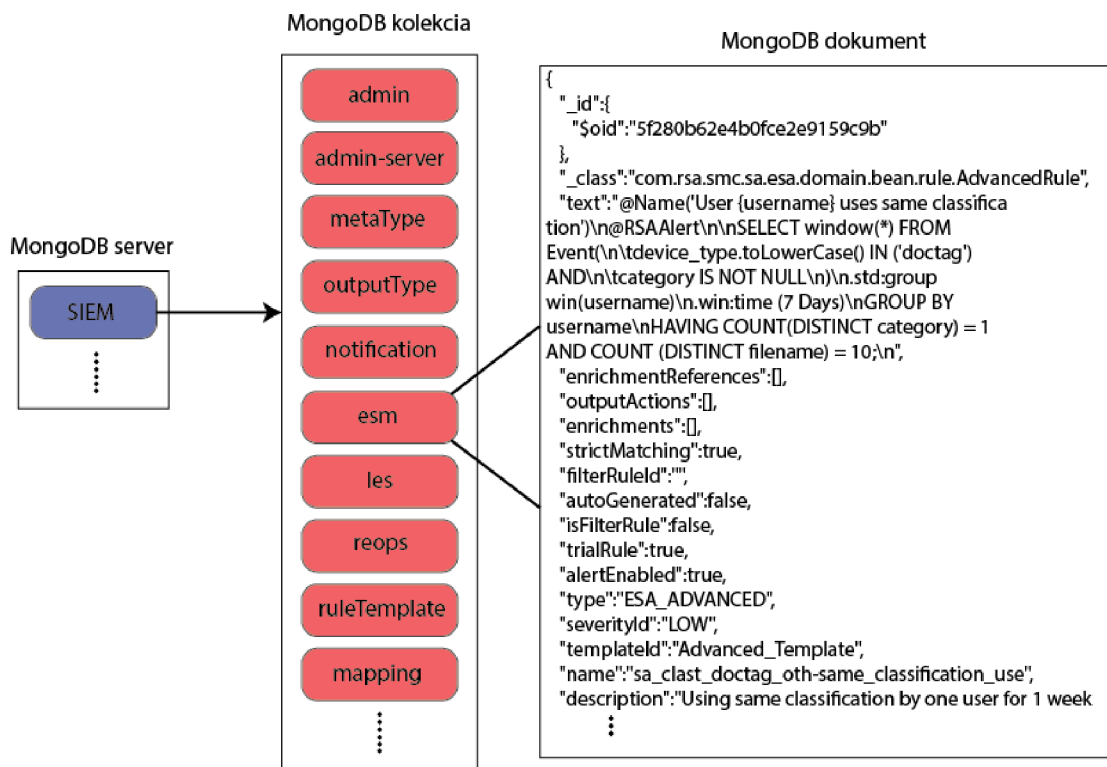 MongoDB server
SIEM
MongoDB kolekcia
admin
admin-server
metaType
outputType
notification
esm
les
reops
ruleTemplate
mapping
MongoDB dokument
{
"_id":{
"$oid":"5f280b62e4b0fce2e9159c9b"
},
"_class":"com.rsa.smc.sa.esa.domain.bean.rule.AdvancedRule",
"text":"@Name('User {username} uses same classifica
tion')\n@RSAAlert\n\nSELECT window(*) FROM
Event(\n\tdevice_type.toLowerCase() IN ('doctag')
AND\n\tcategory IS NOT NULL\n)\n.std:group
win(username)\n.win:time (7 Days)\nGROUP BY
username\nHAVING COUNT(DISTINCT category) = 1
AND COUNT (DISTINCT filename) = 10;\n",
"enrichmentReferences":[],
"outputActions":[],
"enrichments":[],
"strictMatching":true,
"filterRuleId":"",
"autoGenerated":false,
"isFilterRule":false,
"trialRule":true,
"alertEnabled":true,
"type":"ESA_ADVANCED",
"severityId":"LOW",
"templateId":"Advanced_Template",
"name":"sa_clast_doctag_oth-same_classification_use",
"description":"Using same classification by one user for 1 week